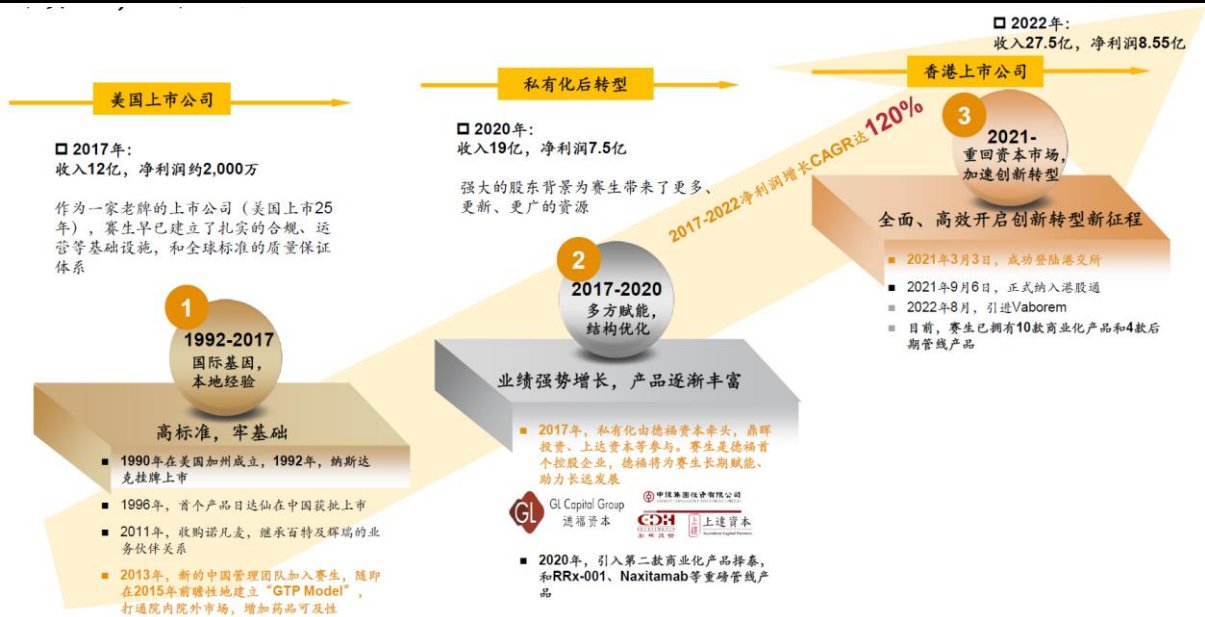 美国上市公司
2017年：
收入12亿，净利润约2,000万
作为一家老牌的上市公司（美国上市25
年），赛生早已建立了扎实的合规、运
营等基础设施，和全球标准的质量保证
体系
1
1992-2017
国际基因，
本地经验
高标准，牢基础
1990年在美国加州成立，1992年，纳斯达
克挂牌上市
1996年，首个产品日达仙在中国获批上市
2011年，收购诺凡麦，继承百特及辉瑞的业
务伙伴关系
2013年，新的中国管理团队加入赛生，随即
在2015年前瞻性地建立“GTP Model”，
打通院内院外市场，增加药品可及性
私有化后转型
2020年：
收入19亿，净利润7.5亿
强大的股东背景为赛生带来了更多、
更新、更广的资源
2
2017-2020
多方赋能，
结构优化
业绩强势增长，产品逐渐丰富
2017年，私有化由德福资本牵头，鼎晖
投资、上达资本等参与。赛生是德福首
个控股企业，德福将为赛生长期赋能、
助力长远发展
GL
GL Capital Group
德福资本
CDH
上達資本
2020年，引入第二款商业化产品择泰，
和RRx-001、Naxitamab等重磅管线产
品
2017-2022净利润增长CAGR达120%
2022年：
收入27.5亿，净利润8.55亿
香港上市公司
3
2021-
重回资本市场，
加速创新转型
全面、高效开启创新转型新征程
2021年3月3日，成功登陆港交所
2021年9月6日，正式纳入港股通
2022年8月，引进Vaborem
目前，赛生已拥有10款商业化产品和4款后
期管线产品